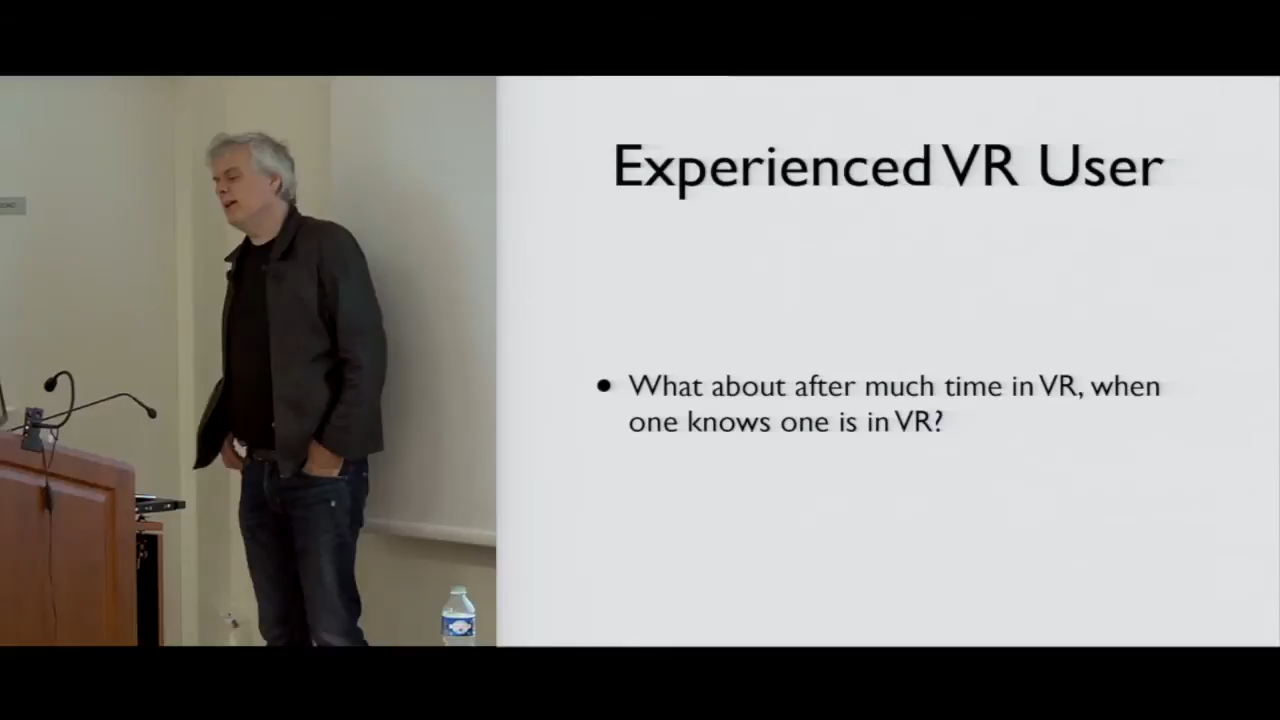 Experienced VR User
• What about after much time in VR, when
one knows one is in VR?